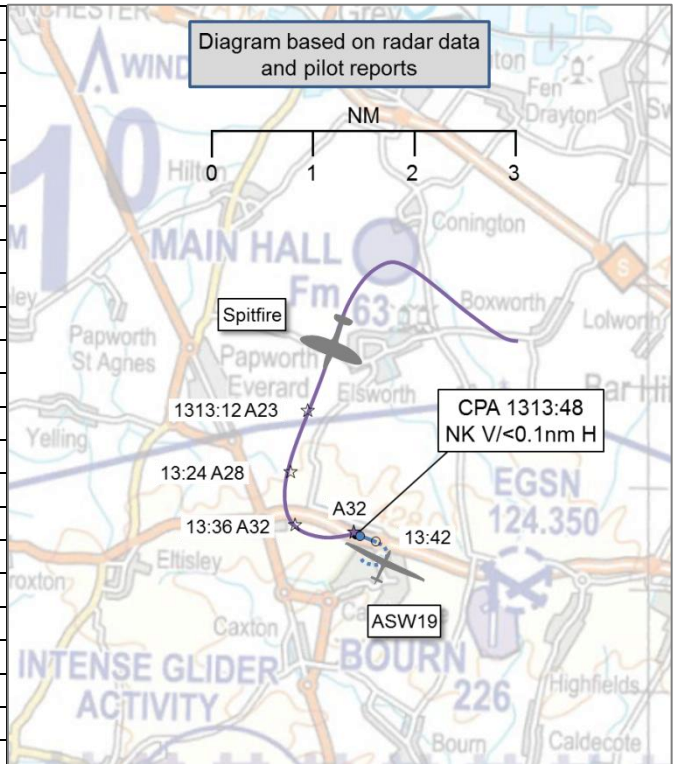 Diagram based on radar data
and pilot reports
NM
0 1 2 3
WIND
Fen
Drayton
10
Conington
MAIN HALL
Fm 63
Spitfire
Boxworth
Papworth
St Agnes
Papworth
Everard
Elsworth
Bar Hil
1313:12 A23
CPA 1313:48
NK V/<0.1nm H
Yelling
13:24 A28
EGSN
124.350
A32
13:36 A32
13:42
Eltisley
ASW19
Caxton
BOURN
226
INTENSE GLIDER
ACTIVITY
Highfields
Bourn
Caldecote